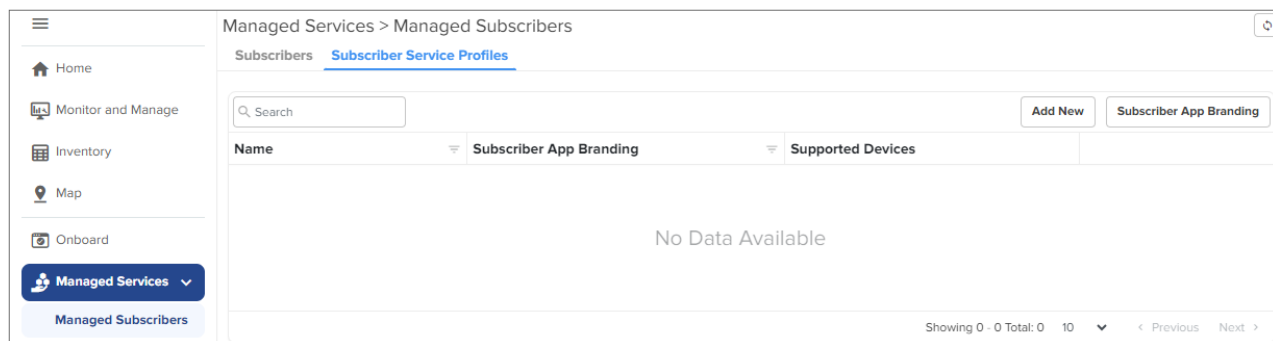 Managed Services > Managed Subscribers
Subscribers Subscriber Service Profiles
Home
Monitor and Manage
Inventory
Map
Onboard
Managed Services
Managed Subscribers
Search
Add New
Subscriber App Branding
Name Subscriber App Branding Supported Devices
No Data Available
Showing 0 - 0 Total: 0 10 < Previous Next >